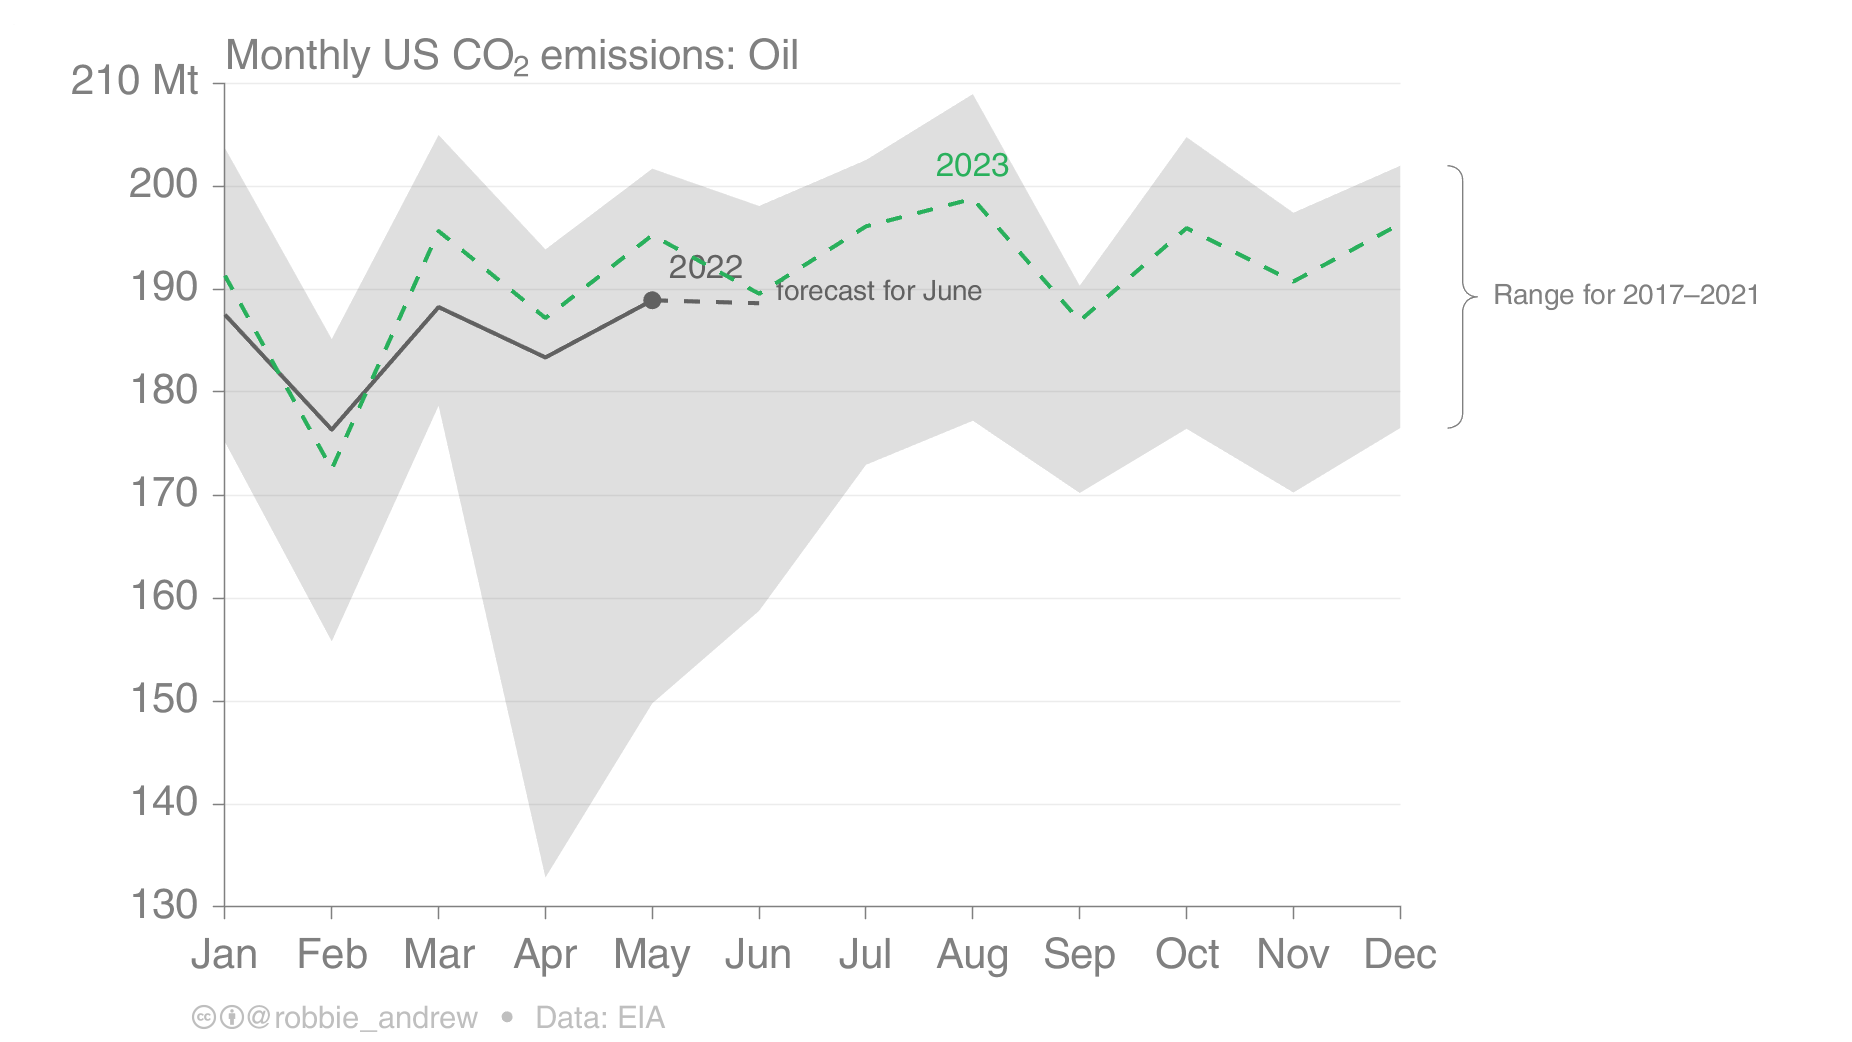 Monthly US CO₂ emissions: Oil
210 Mt
200
190
180
170
160
150
140
130
2023
2022
forecast for June
Range for 2017–2021
Jan Feb Mar Apr May Jun Jul Aug Sep Oct Nov Dec
cc @robbie_andrew • Data: EIA